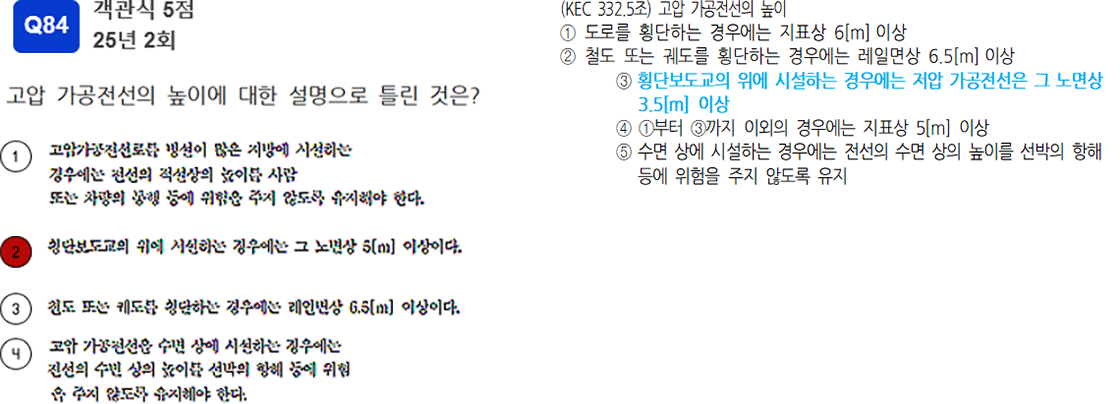 Q84
객관식 5점
25년 2회
고압 가공전선의 높이에 대한 설명으로 틀린 것은?
1 고압가공전선로를 빙설이 많은 지방에 시설하는
경우에는 전선의 적설상의 높이를 사람
또는 차량의 통행 등에 위험을 주지 않도록 유지해야 한다.
2 횡단보도교의 위에 시설하는 경우에는 그 노면상 5[m] 이상이다.
3 철도 또는 궤도를 횡단하는 경우에는 레일면상 6.5[m] 이상이다.
4 고압 가공전선을 수면 상에 시설하는 경우에는
전선의 수면 상의 높이를 선박의 항해 등에 위험
을 주지 않도록 유지해야 한다.
(KEC 332.5조) 고압 가공전선의 높이
① 도로를 횡단하는 경우에는 지표상 6[m] 이상
② 철도 또는 궤도를 횡단하는 경우에는 레일면상 6.5[m] 이상
③ 횡단보도교의 위에 시설하는 경우에는 저압 가공전선은 그 노면상
3.5[m] 이상
④ ①부터 ③까지 이외의 경우에는 지표상 5[m] 이상
⑤ 수면 상에 시설하는 경우에는 전선의 수면 상의 높이를 선박의 항해
등에 위험을 주지 않도록 유지